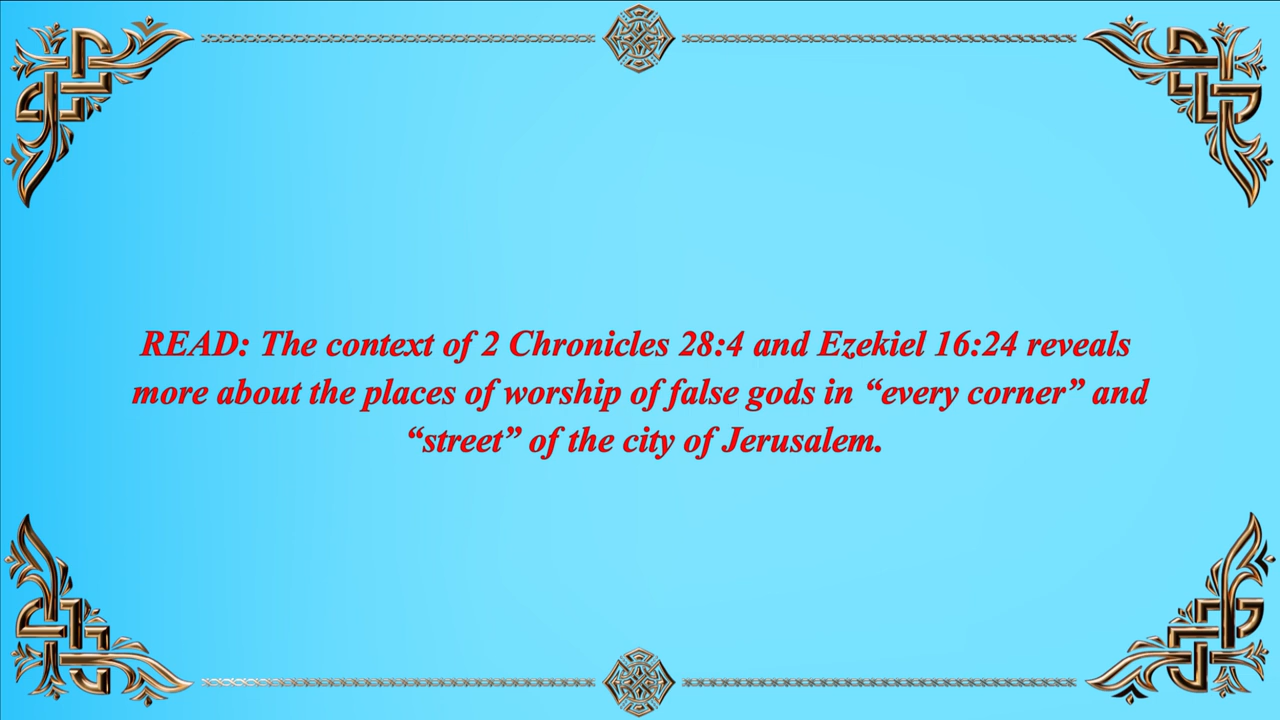 READ: The context of 2 Chronicles 28:4 and Ezekiel 16:24 reveals
more about the places of worship of false gods in “every corner” and
“street” of the city of Jerusalem.